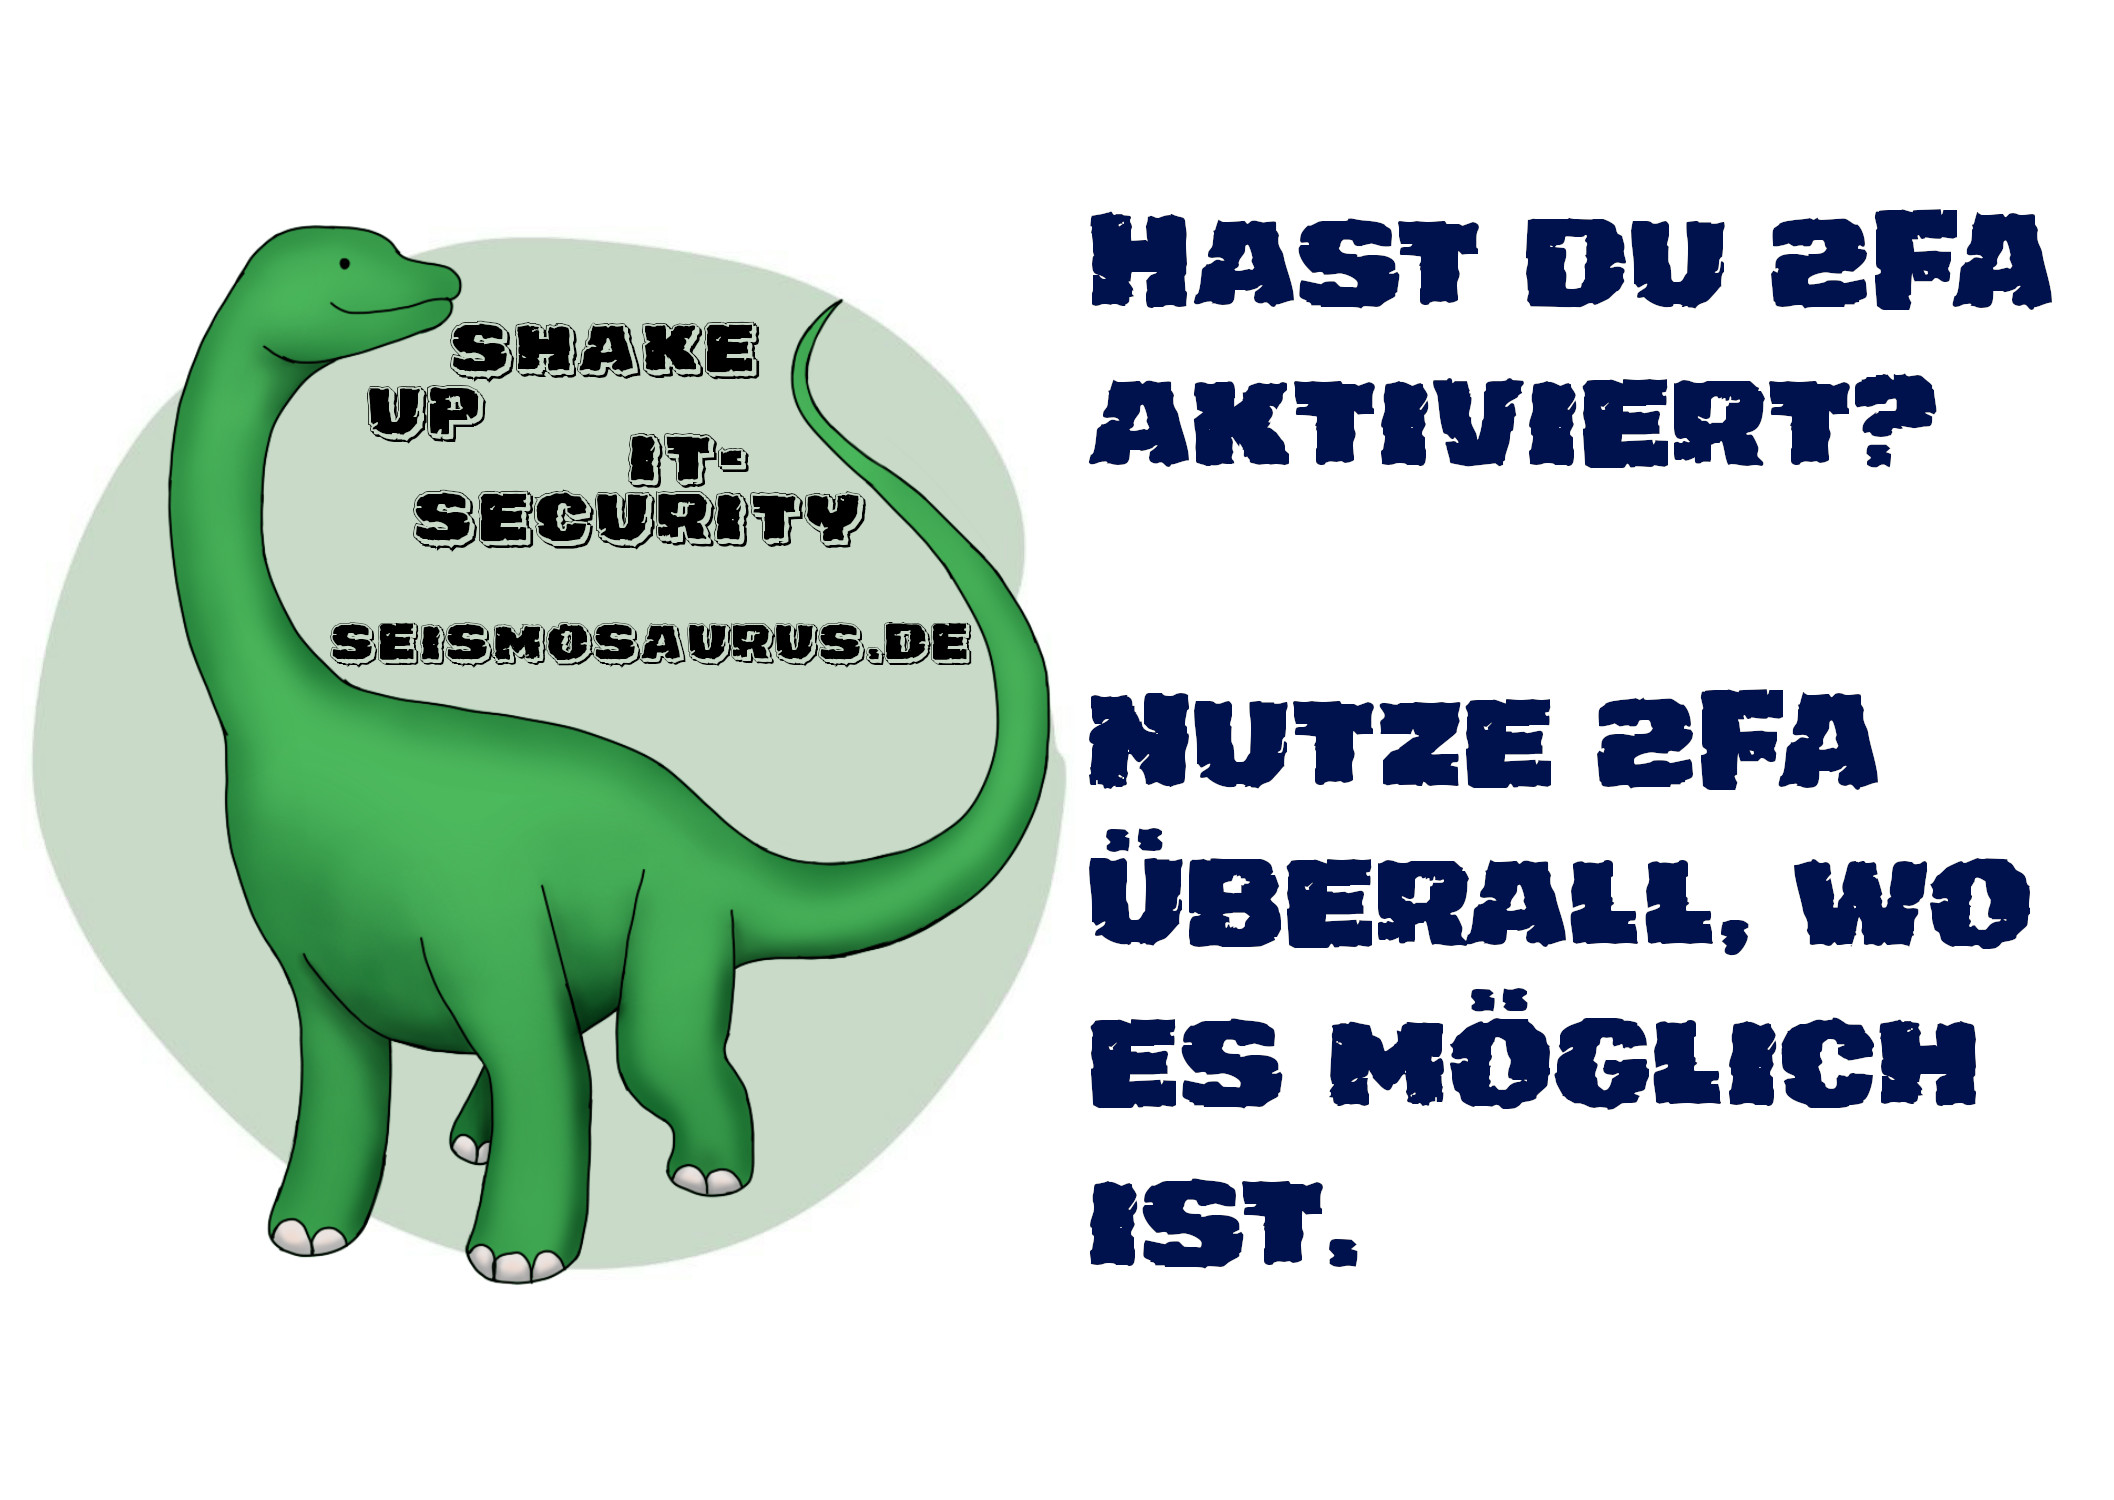 SHAKE
UP
IT-
SECURITY
SEISMOSAURUS.DE
HAST DU 2FA
AKTIVIERT?
NUTZE 2FA
ÜBERALL, WO
ES MÖGLICH
IST.